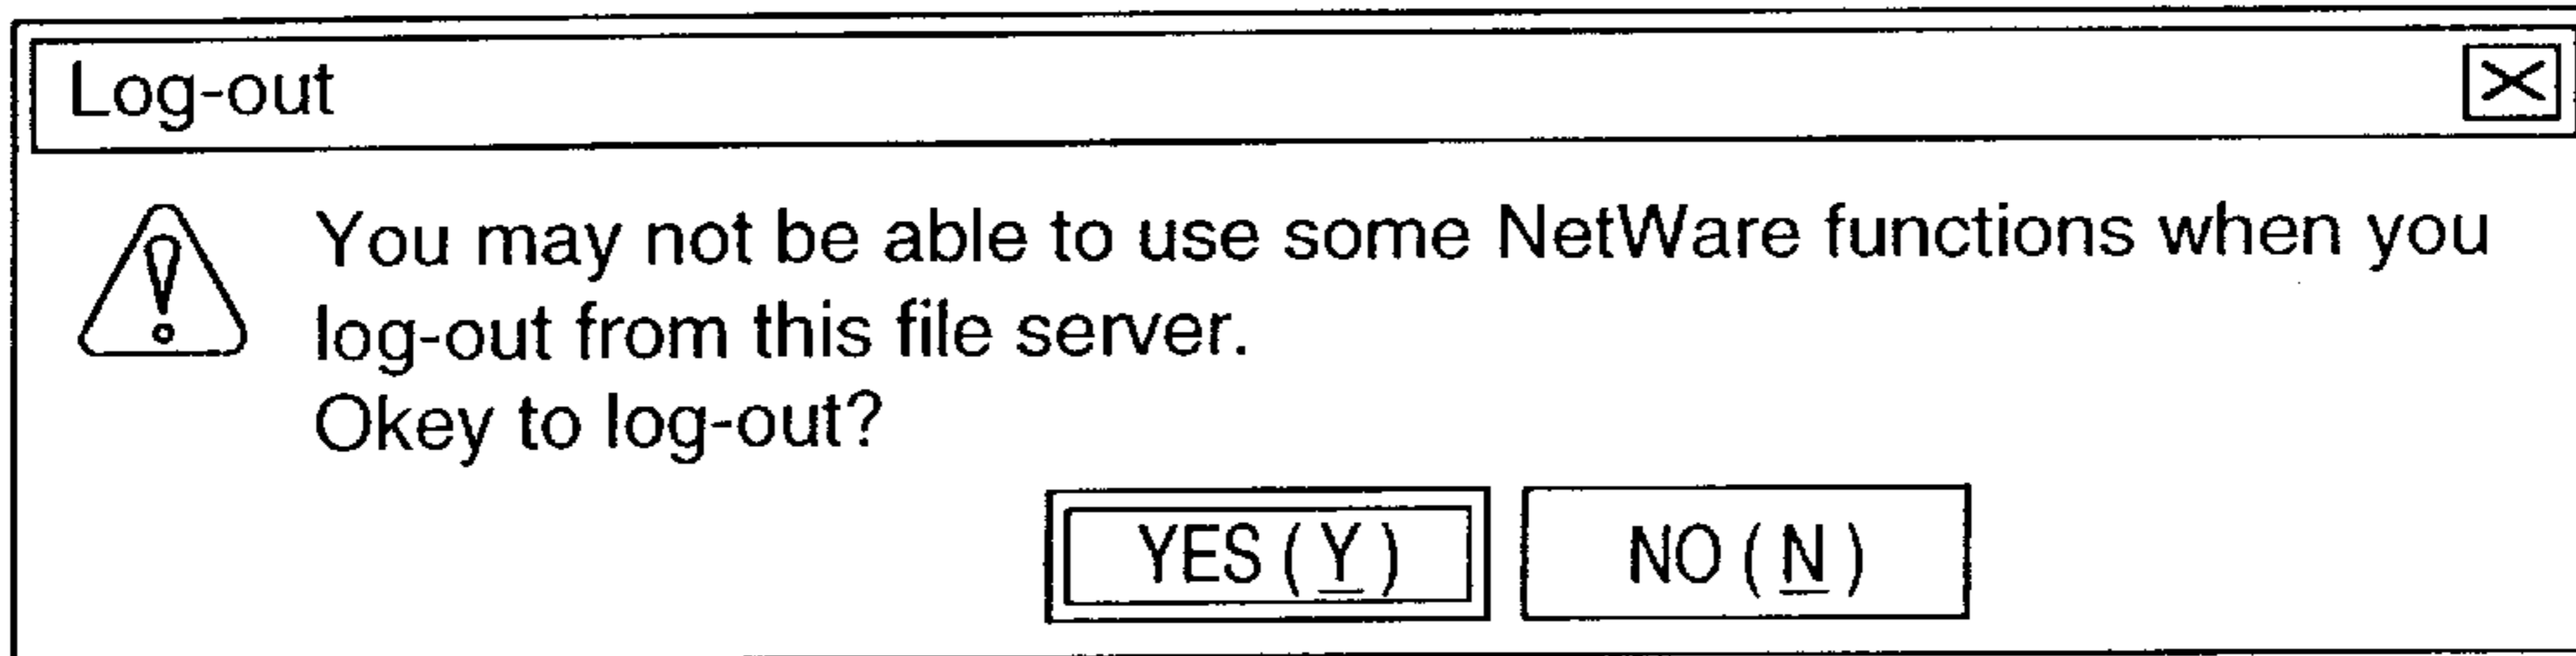 Log-out
You may not be able to use some NetWare functions when you
log-out from this file server.
Okey to log-out?
YES ( Y ) NO ( N )